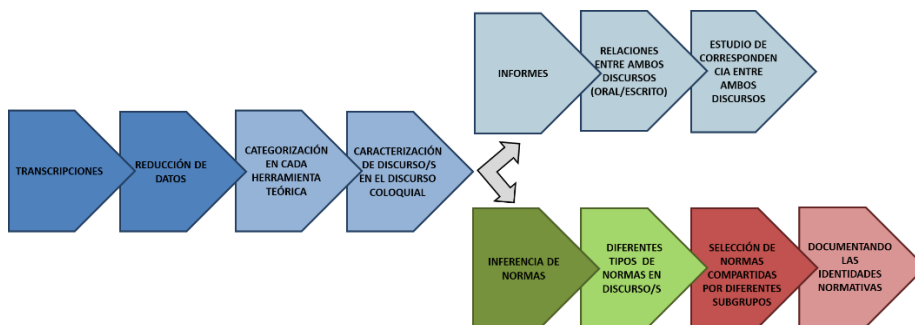 TRANSCRIPCIONES
REDUCCIÓN DE
DATOS
CATEGORIZACIÓN
EN CADA
HERRAMIENTA
TEÓRICA
CARACTERIZACIÓN
DE DISCURSO/S
EN EL DISCURSO
COLOQUIAL
INFORMES
RELACIONES
ENTRE AMBOS
DISCURSOS
(ORAL/ESCRITO)
ESTUDIO DE
CORRESPONDEN
CIA ENTRE
AMBOS
DISCURSOS
INFERENCIA DE
NORMAS
DIFERENTES
TIPOS DE
NORMAS EN
DISCURSO/S
SELECCIÓN DE
NORMAS
COMPARTIDAS
POR DIFERENTES
SUBGRUPOS
DOCUMENTANDO
LAS
IDENTIDADES
NORMATIVAS